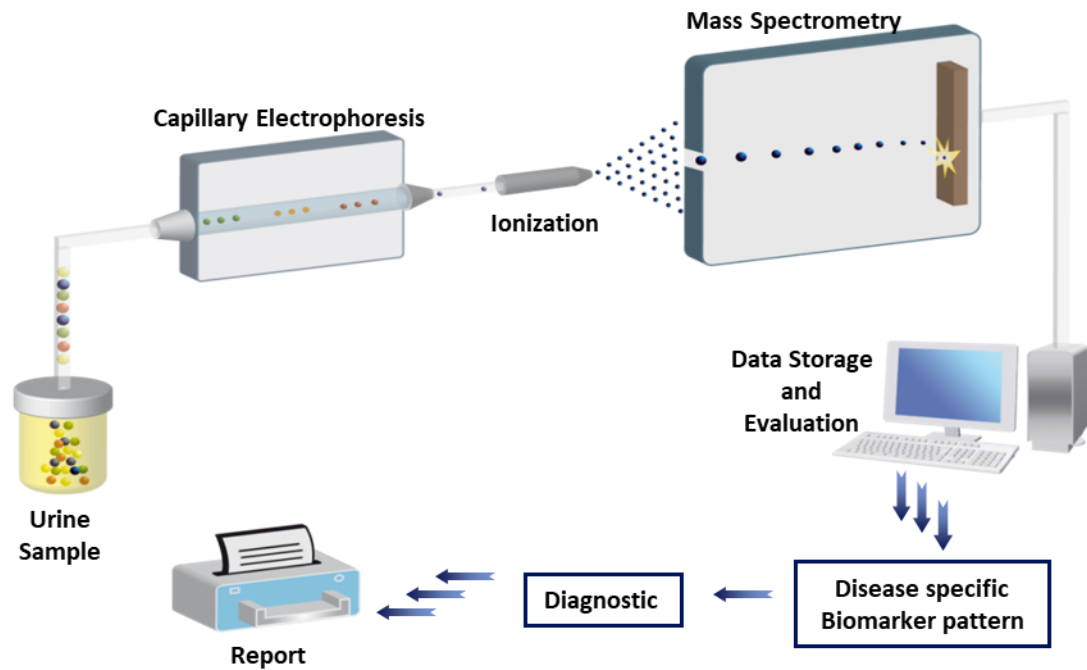 Mass Spectrometry
Capillary Electrophoresis
Ionization
Data Storage
and
Evaluation
Urine
Sample
Disease specific
Biomarker pattern
Diagnostic
Report